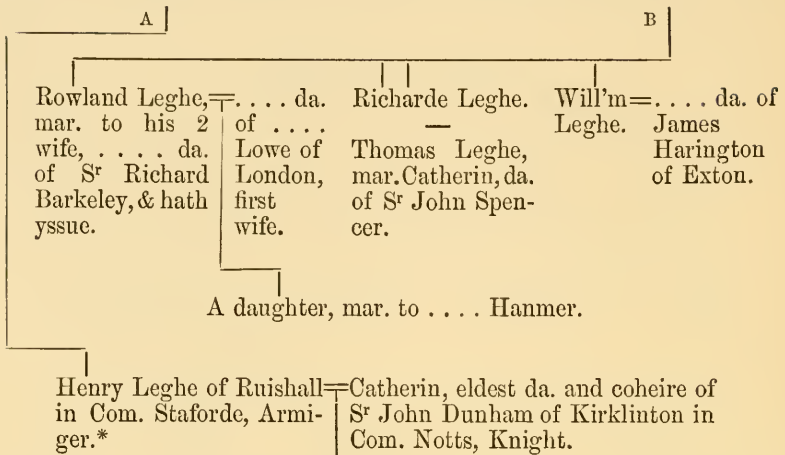 A B
Rowland Leghe,
mar. to his 2
wife, . . . . da.
of Sʳ Richard
Barkeley, & hath
yssue.
. . . . da.
of . . . .
Lowe of
London,
first
wife.
Richarde Leghe.
—
Thomas Leghe,
mar. Catherin, da.
of Sʳ John Spen-
cer.
Will'm
Leghe.
. . . . da. of
James
Harington
of Exton.
A daughter, mar. to . . . . Hanmer.
Henry Leghe of Ruishall
in Com. Staforde, Armi-
ger.*
Catherin, eldest da. and coheire of
Sʳ John Dunham of Kirklinton in
Com. Notts, Knight.